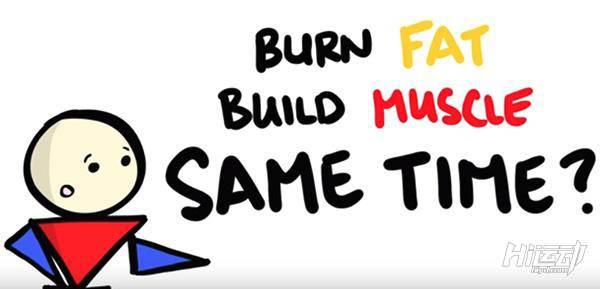 BURN FAT
BUILD MUSCLE
SAME TIME?
Hi运动